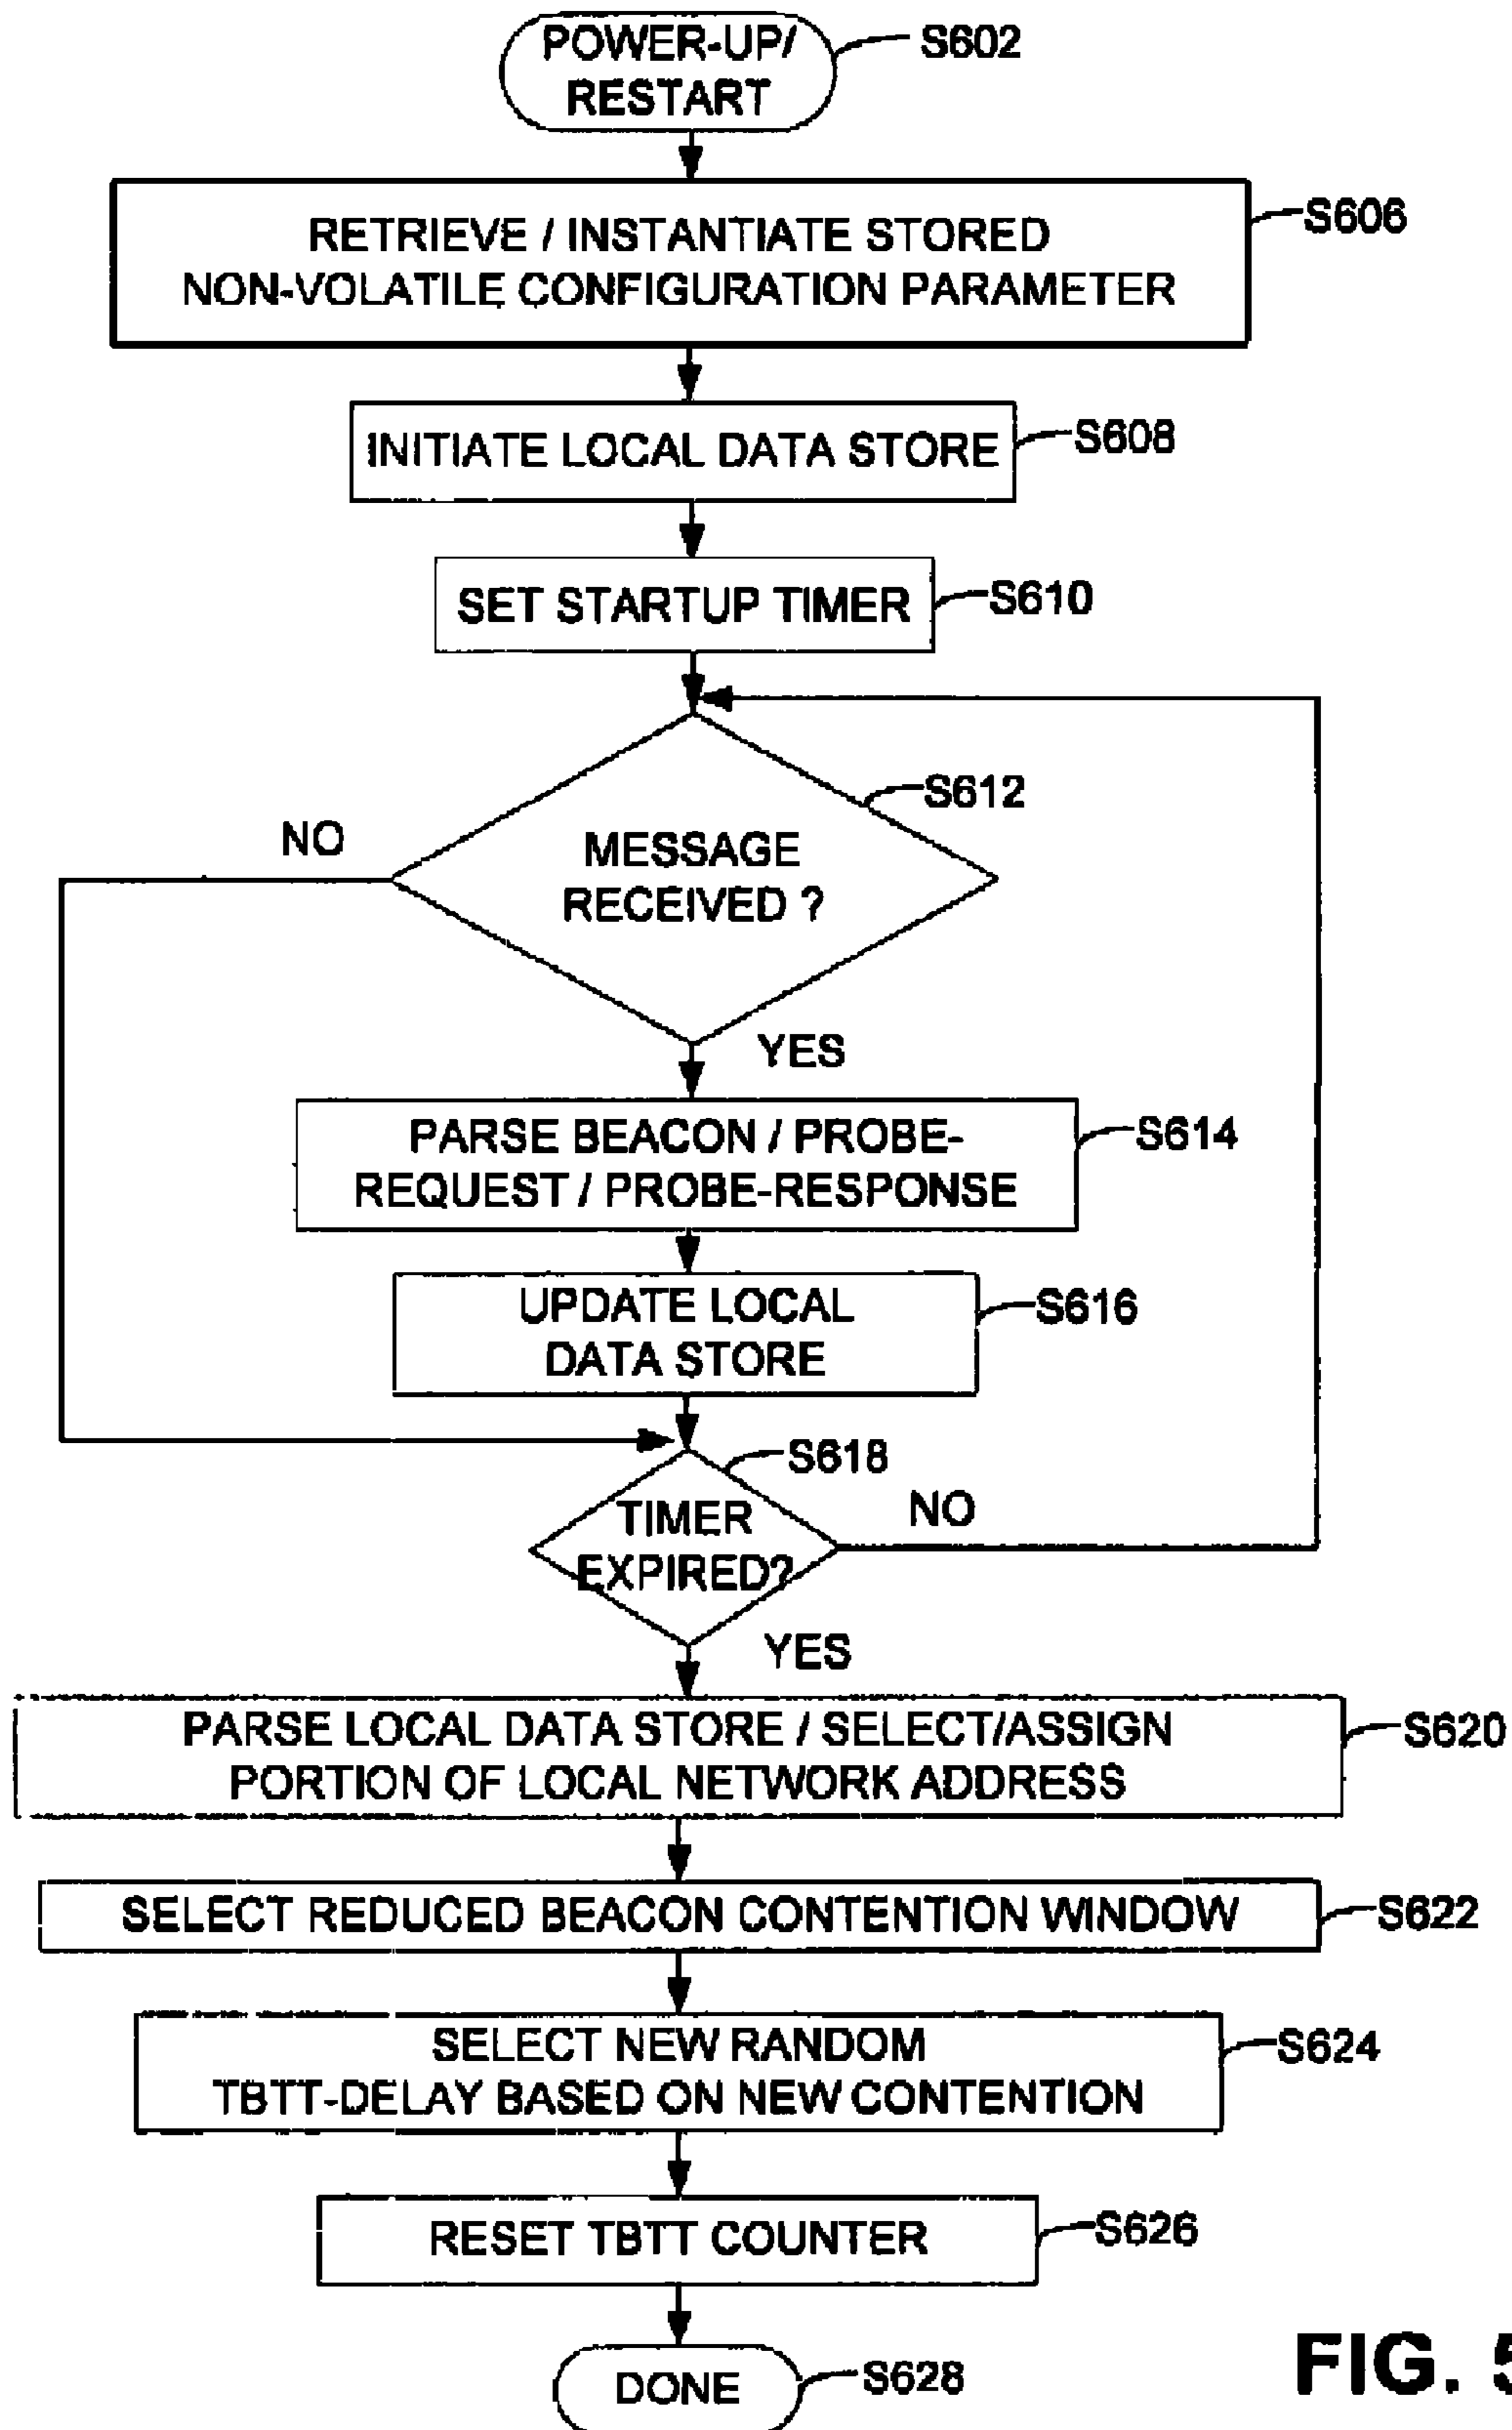 POWER-UP/
RESTART
S602
RETRIEVE / INSTANTIATE STORED
NON-VOLATILE CONFIGURATION PARAMETER
S606
INITIATE LOCAL DATA STORE
S608
SET STARTUP TIMER
S610
S612
NO
MESSAGE
RECEIVED ?
YES
PARSE BEACON / PROBE-
REQUEST / PROBE-RESPONSE
S614
UPDATE LOCAL
DATA STORE
S616
S618
TIMER
EXPIRED?
NO
YES
PARSE LOCAL DATA STORE / SELECT/ASSIGN
PORTION OF LOCAL NETWORK ADDRESS
S620
SELECT REDUCED BEACON CONTENTION WINDOW
S622
SELECT NEW RANDOM
TBTT-DELAY BASED ON NEW CONTENTION
S624
RESET TBTT COUNTER
S626
DONE
S628
FIG. 5